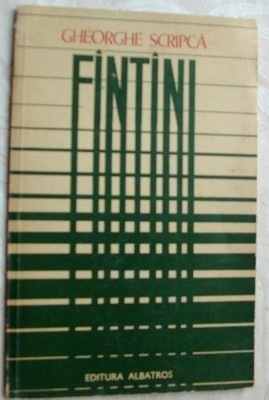 GHEORGHE SCRIPCĂ
FÎNTÎNI
EDITURA ALBATROS